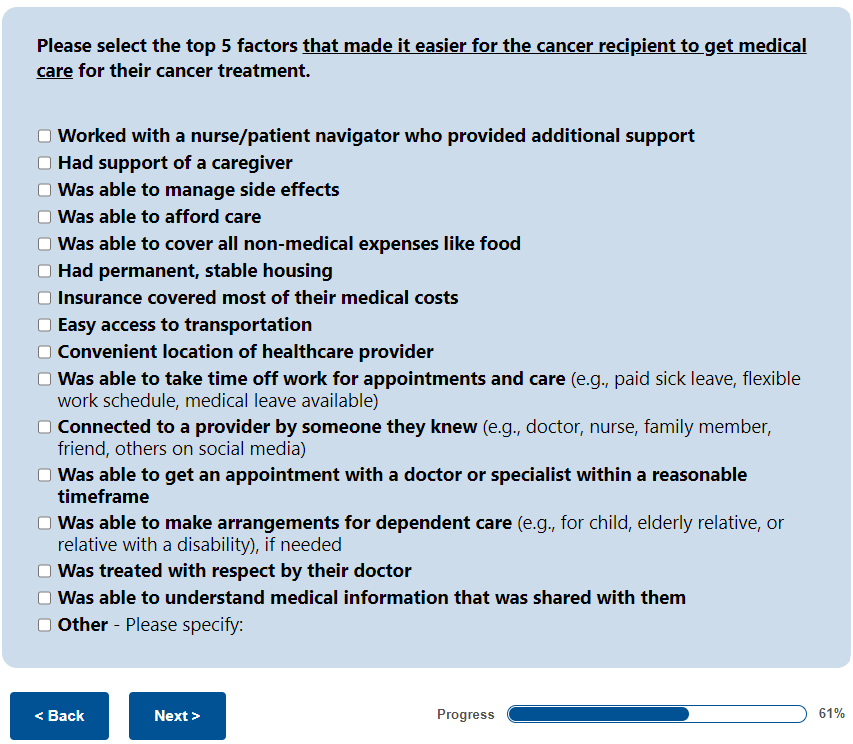 Please select the top 5 factors that made it easier for the cancer recipient to get medical
care for their cancer treatment.
Worked with a nurse/patient navigator who provided additional support
Had support of a caregiver
Was able to manage side effects
Was able to afford care
Was able to cover all non-medical expenses like food
Had permanent, stable housing
Insurance covered most of their medical costs
Easy access to transportation
Convenient location of healthcare provider
Was able to take time off work for appointments and care (e.g., paid sick leave, flexible
work schedule, medical leave available)
Connected to a provider by someone they knew (e.g., doctor, nurse, family member,
friend, others on social media)
Was able to get an appointment with a doctor or specialist within a reasonable
timeframe
Was able to make arrangements for dependent care (e.g., for child, elderly relative, or
relative with a disability), if needed
Was treated with respect by their doctor
Was able to understand medical information that was shared with them
Other - Please specify:
< Back
Next >
Progress
61%